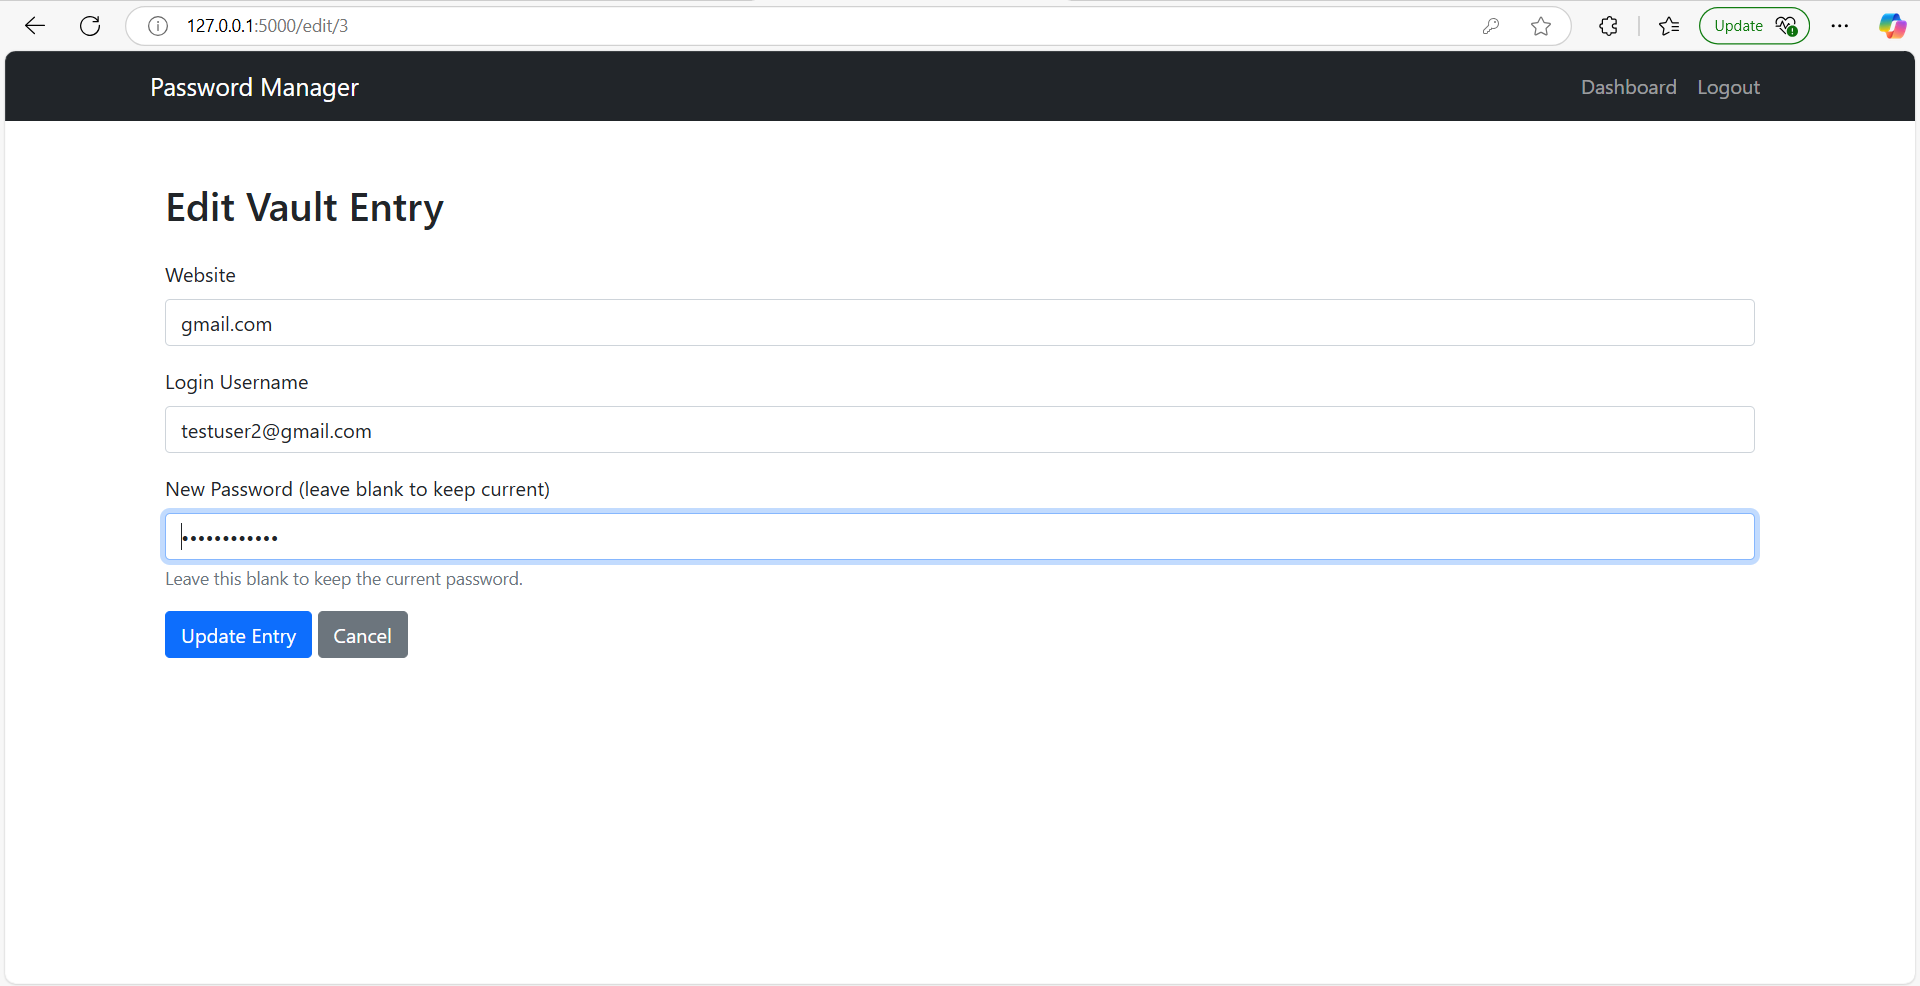 127.0.0.1:5000/edit/3
Update
Password Manager
Dashboard
Logout
Edit Vault Entry
Website
gmail.com
Login Username
testuser2@gmail.com
New Password (leave blank to keep current)
••••••••••••
Leave this blank to keep the current password.
Update Entry
Cancel